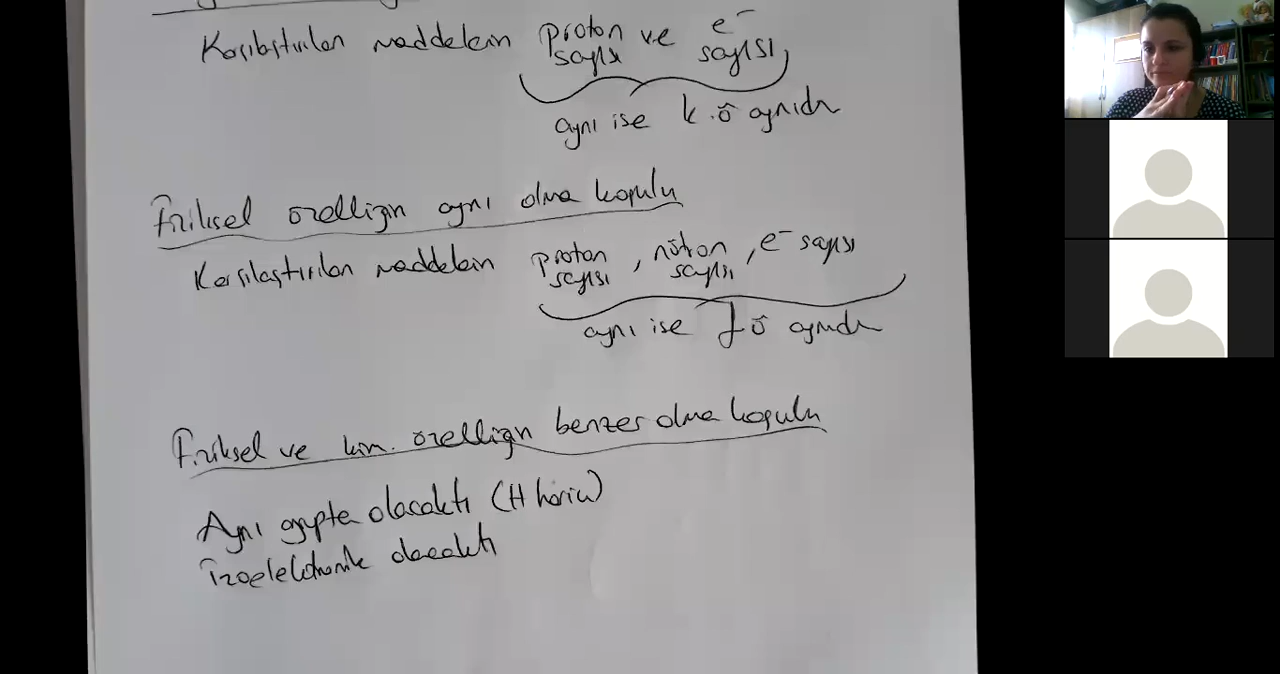 Karşılaştırılan maddelerin proton sayısı ve e⁻ sayısı
aynı ise k.ö aynıdır
Fiziksel özelliğin aynı olma koşulu
Karşılaştırılan maddelerin proton sayısı, nötron sayısı, e⁻ sayısı
aynı ise f.ö aynıdır
Fiziksel ve kim. özelliğin benzer olma koşulu
Aynı grupta olacaktı (H hariç)
İzoelektronik olacaktı